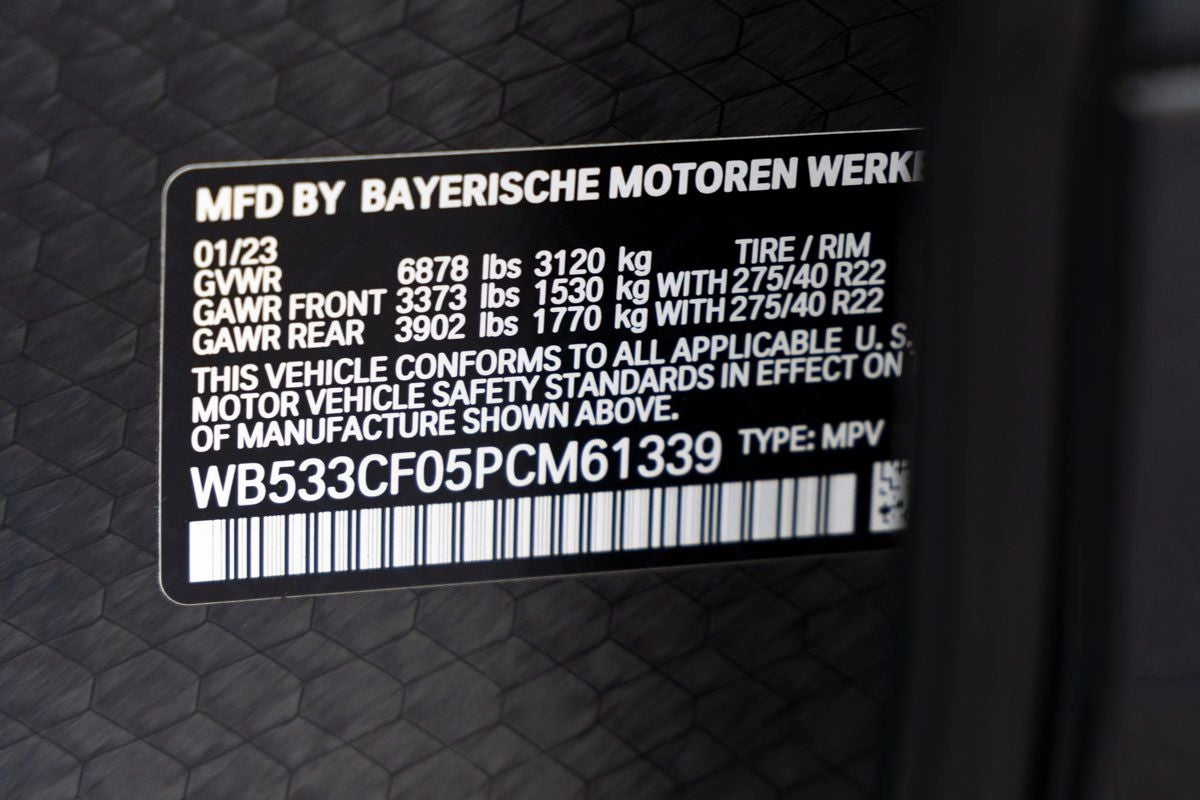 MFD BY BAYERISCHE MOTOREN WERKE
01/23 TIRE / RIM
GVWR 6878 lbs 3120 kg
GAWR FRONT 3373 lbs 1530 kg WITH 275/40 R22
GAWR REAR 3902 lbs 1770 kg WITH 275/40 R22
THIS VEHICLE CONFORMS TO ALL APPLICABLE U. S.
MOTOR VEHICLE SAFETY STANDARDS IN EFFECT ON
OF MANUFACTURE SHOWN ABOVE.
WB533CF05PCM61339 TYPE: MPV